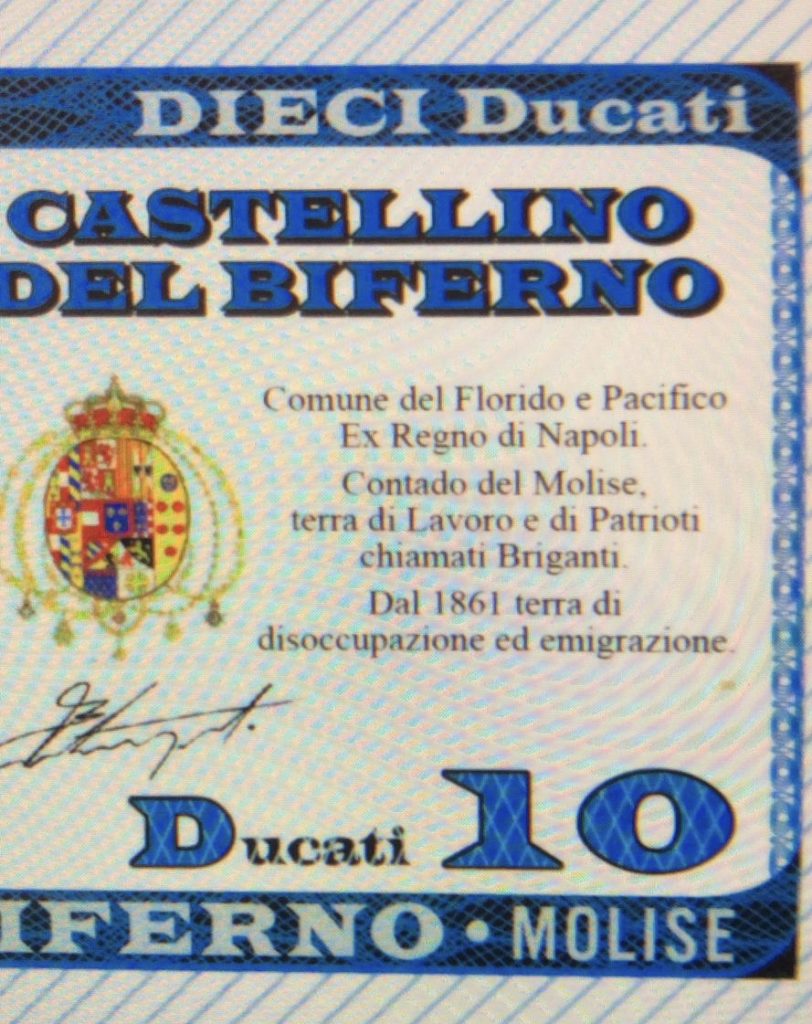 DIECI Ducati
CASTELLINO
DEL BIFERNO
Comune del Florido e Pacifico
Ex Regno di Napoli.
Contado del Molise,
terra di Lavoro e di Patrioti
chiamati Briganti.
Dal 1861 terra di
disoccupazione ed emigrazione.
Ducati 10
IFERNO • MOLISE